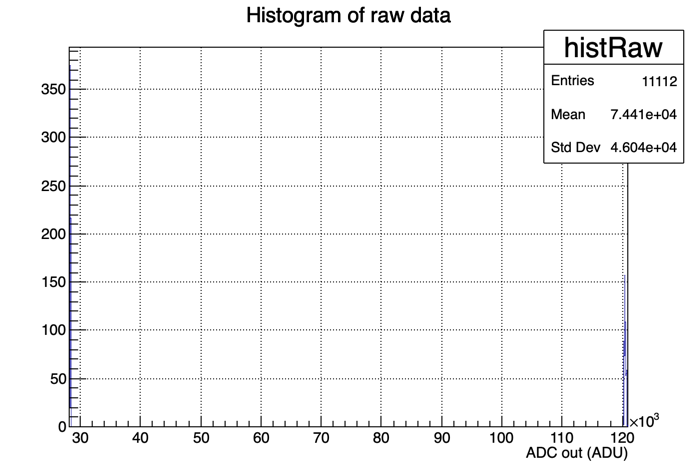 Histogram of raw data
histRaw
Entries 11112
Mean 7.441e+04
Std Dev 4.604e+04
350
300
250
200
150
100
50
0
30 40 50 60 70 80 90 100 110 120
×10³
ADC out (ADU)